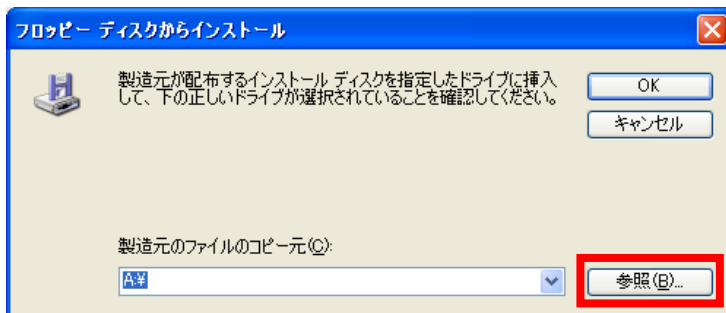 フロッピー ディスクからインストール
製造元が配布するインストール ディスクを指定したドライブに挿入
して、下の正しいドライブが選択されていることを確認してください。
OK
キャンセル
製造元のファイルのコピー元(C):
A:¥
参照(B)...